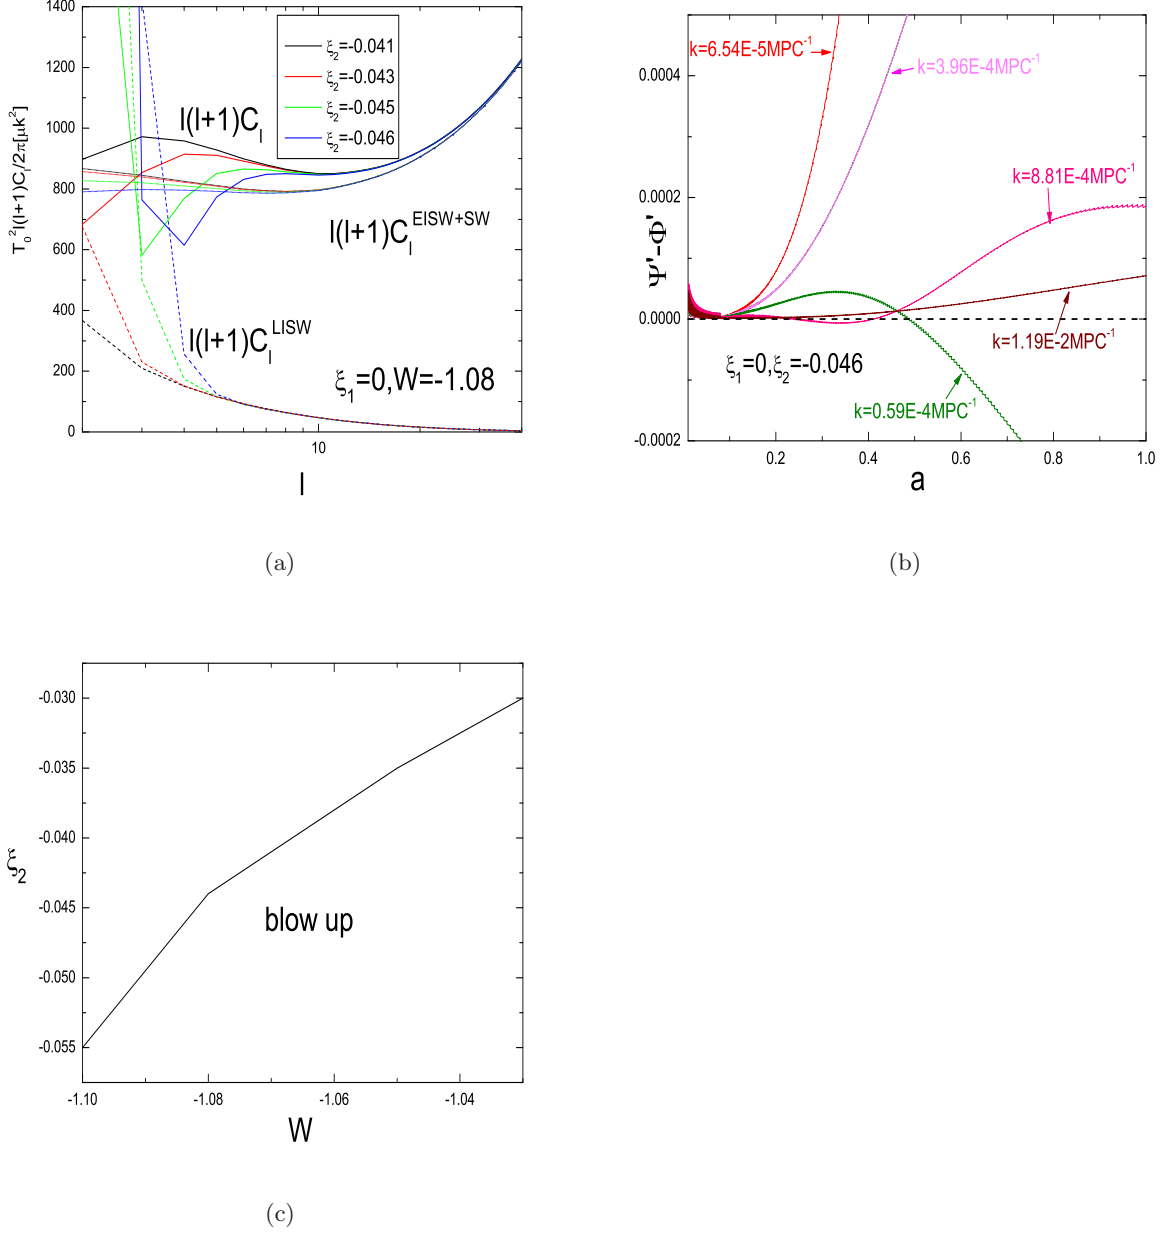 1400
1200
1000
800
600
400
200
0
10
T₀²l(l+1)Cₗ/2π[μk²]
l
ξ₂=-0.041
ξ₂=-0.043
ξ₂=-0.045
ξ₂=-0.046
l(l+1)Cₗ
l(l+1)Cₗ^EISW+SW
l(l+1)Cₗ^LISW
ξ₁=0,W=-1.08
(a)
0.0004
0.0002
0.0000
-0.0002
0.2
0.4
0.6
0.8
1.0
Ψ'-Φ'
a
k=6.54E-5MPC⁻¹
k=3.96E-4MPC⁻¹
k=8.81E-4MPC⁻¹
k=1.19E-2MPC⁻¹
ξ₁=0,ξ₂=-0.046
k=0.59E-4MPC⁻¹
(b)
-0.030
-0.035
-0.040
-0.045
-0.050
-0.055
-1.10
-1.08
-1.06
-1.04
ξ₂
W
blow up
(c)